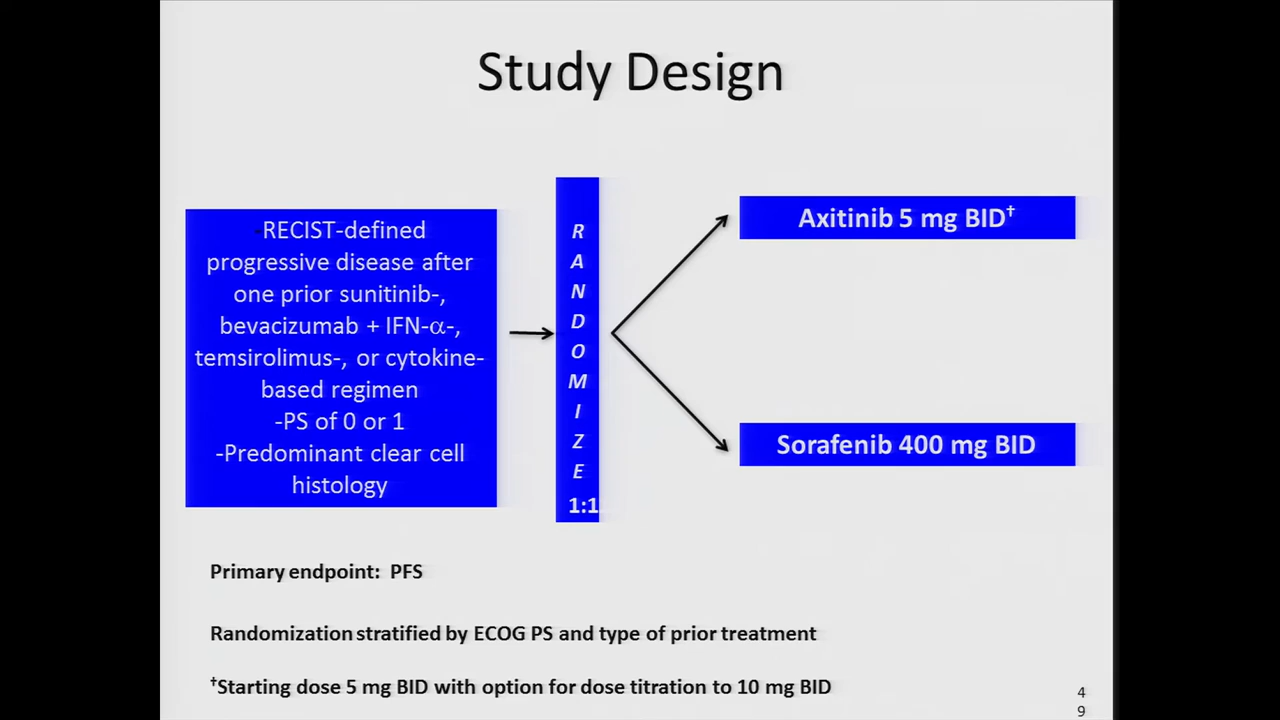 Study Design
-RECIST-defined
progressive disease after
one prior sunitinib-,
bevacizumab + IFN-α-,
temsirolimus-, or cytokine-
based regimen
-PS of 0 or 1
-Predominant clear cell
histology
R
A
N
D
O
M
I
Z
E
1:1
Axitinib 5 mg BID†
Sorafenib 400 mg BID
Primary endpoint:  PFS
Randomization stratified by ECOG PS and type of prior treatment
†Starting dose 5 mg BID with option for dose titration to 10 mg BID
4
9